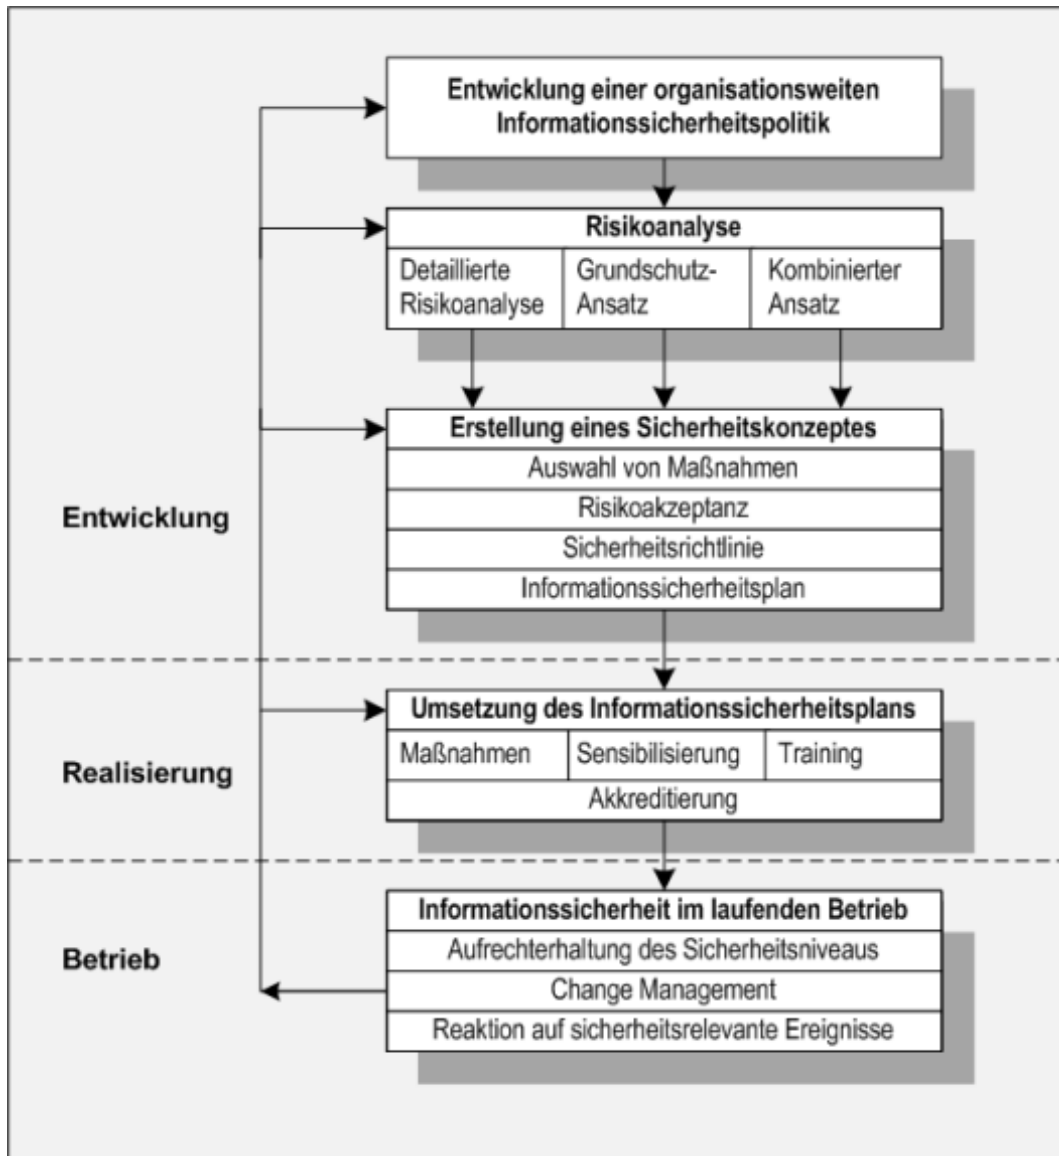 Entwicklung einer organisationsweiten
Informationssicherheitspolitik
Risikoanalyse
Detaillierte
Risikoanalyse
Grundschutz-
Ansatz
Kombinierter
Ansatz
Erstellung eines Sicherheitskonzeptes
Auswahl von Maßnahmen
Risikoakzeptanz
Sicherheitsrichtlinie
Informationssicherheitsplan
Entwicklung
Umsetzung des Informationssicherheitsplans
Maßnahmen
Sensibilisierung
Training
Akkreditierung
Realisierung
Informationssicherheit im laufenden Betrieb
Aufrechterhaltung des Sicherheitsniveaus
Change Management
Reaktion auf sicherheitsrelevante Ereignisse
Betrieb